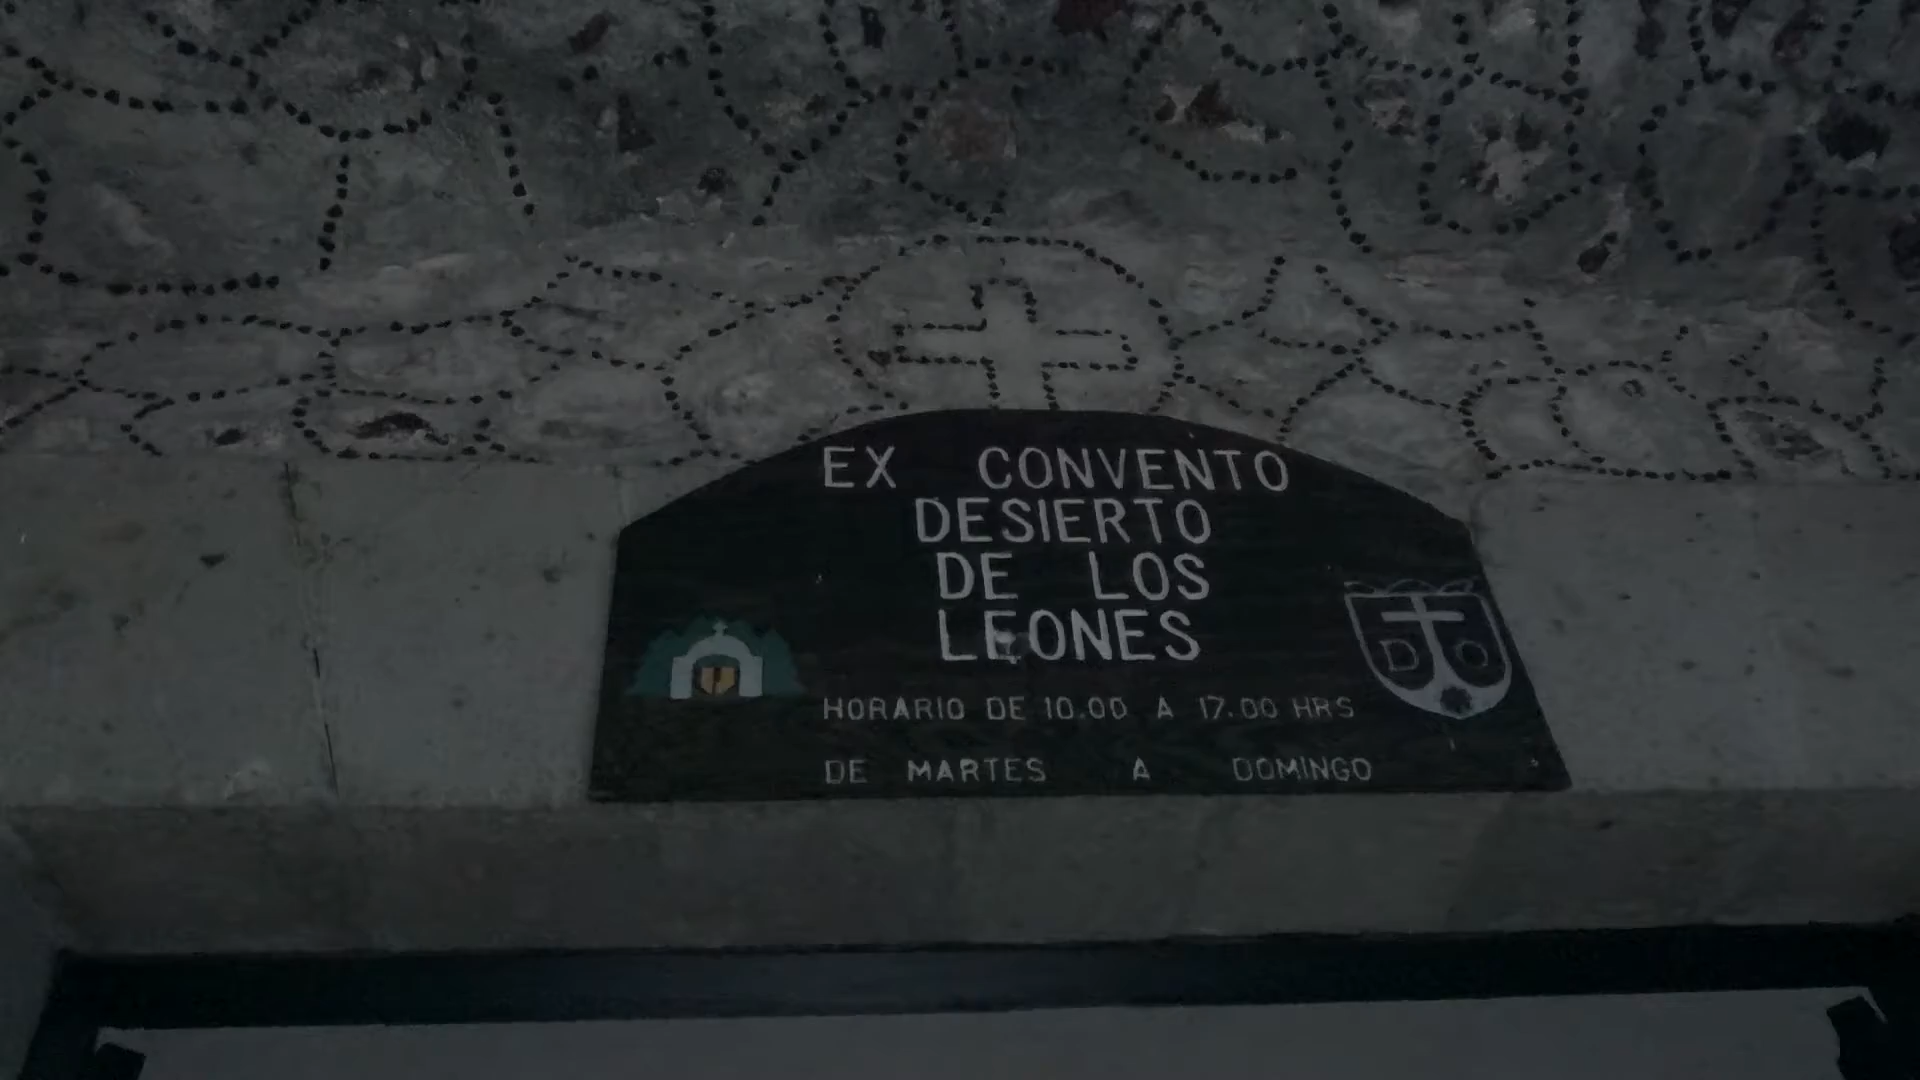 EX CONVENTO
DESIERTO
DE LOS
LEONES
HORARIO DE 10.00 A 17.00 HRS
DE MARTES A DOMINGO
D O